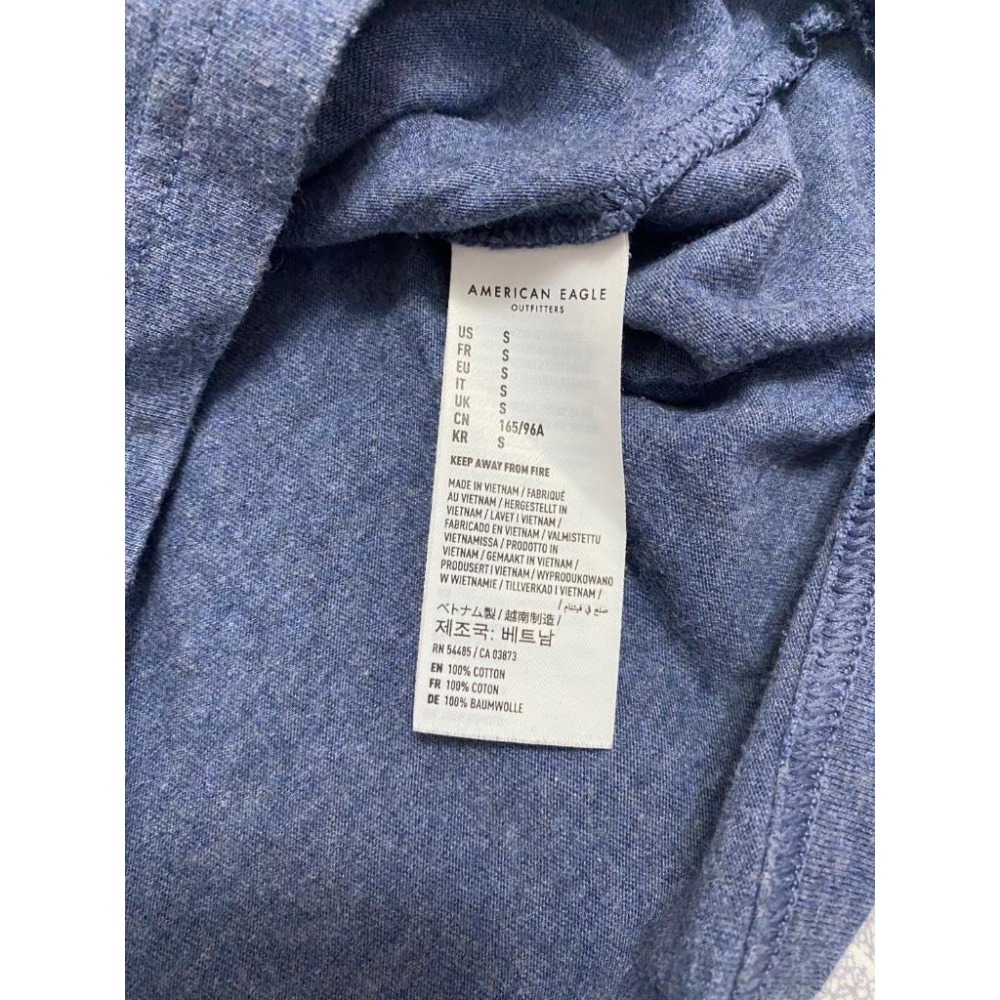 AMERICAN EAGLE
OUTFITTERS
US S
FR S
EU S
IT S
UK S
CN 165/96A
KR S
KEEP AWAY FROM FIRE
MADE IN VIETNAM / FABRIQUÉ
AU VIETNAM / HERGESTELLT IN
VIETNAM / LAVET I VIETNAM /
FABRICADO EN VIETNAM / VALMISTETTU
VIETNAMISSA / PRODOTTO IN
VIETNAM / GEMAAKT IN VIETNAM /
PRODUSERT I VIETNAM / WYPRODUKOWANO
W WIETNAMIE / TILLVERKAD I VIETNAM /
صنع في فيتنام /
ベトナム製 / 越南制造 /
제조국: 베트남
RN 54485 / CA 03873
EN 100% COTTON
FR 100% COTON
DE 100% BAUMWOLLE